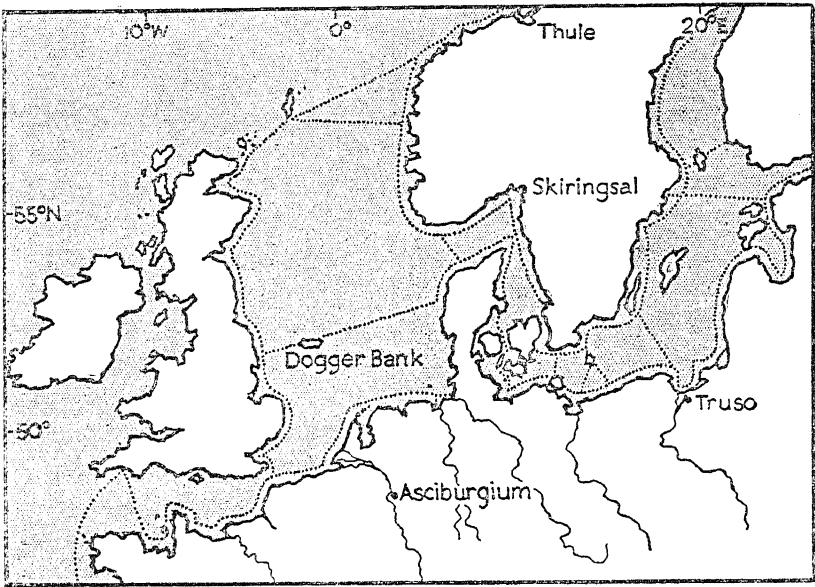 10°W
0°
20°E
Thule
Skiringsal
55°N
Dogger Bank
Truso
50°
Asciburgium